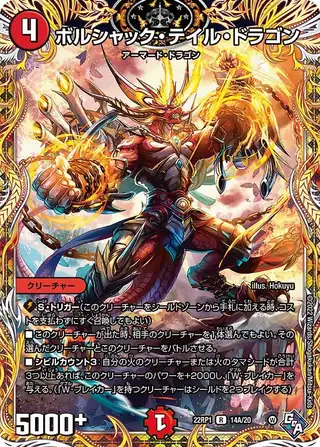 4
ボルシャック・テイル・ドラゴン
アーマード・ドラゴン
クリーチャー
illus. Hokuyu
S・トリガー(このクリーチャーをシールドゾーンから手札に加える時、コストを支払わずにすぐ召喚してもよい)
■このクリーチャーが出た時、相手のクリーチャーを1体選んでもよい。その選んだクリーチャーとこのクリーチャーをバトルさせる。
■シビルカウント3:自分の火のクリーチャーまたは火のタマシードが合計3つ以上あれば、このクリーチャーのパワーを+2000し、「W・ブレイカー」を与える。(「W・ブレイカー」を持つクリーチャーはシールドを2つブレイクする)
5000+
1
22RP1 R 14A/20 W